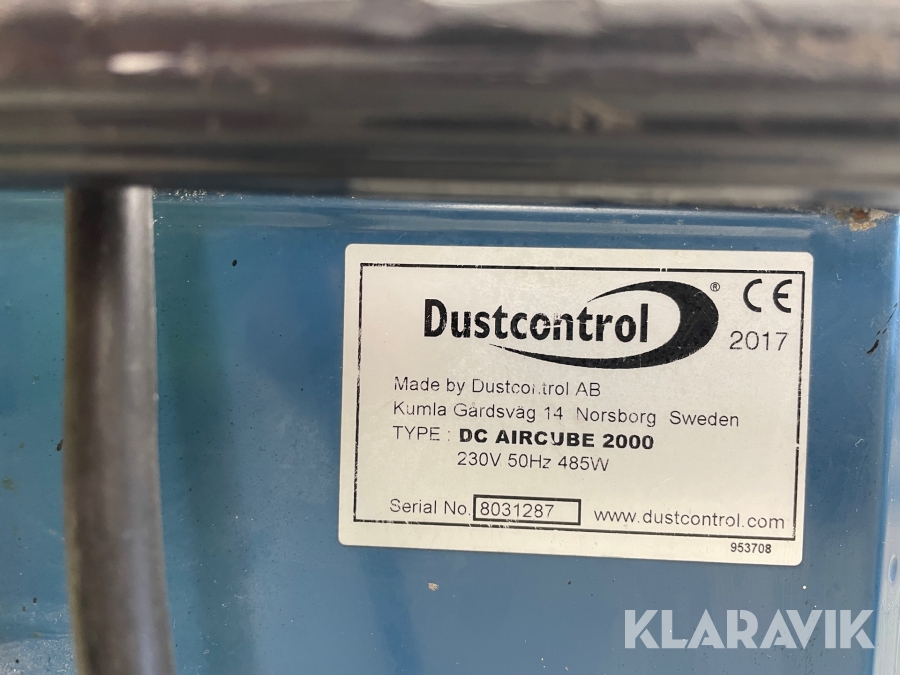 Dustcontrol ®
CE
2017
Made by Dustcontrol AB
Kumla Gårdsväg 14 Norsborg Sweden
TYPE : DC AIRCUBE 2000
230V 50Hz 485W
Serial No. 8031287
www.dustcontrol.com
953708
KLARAVIK